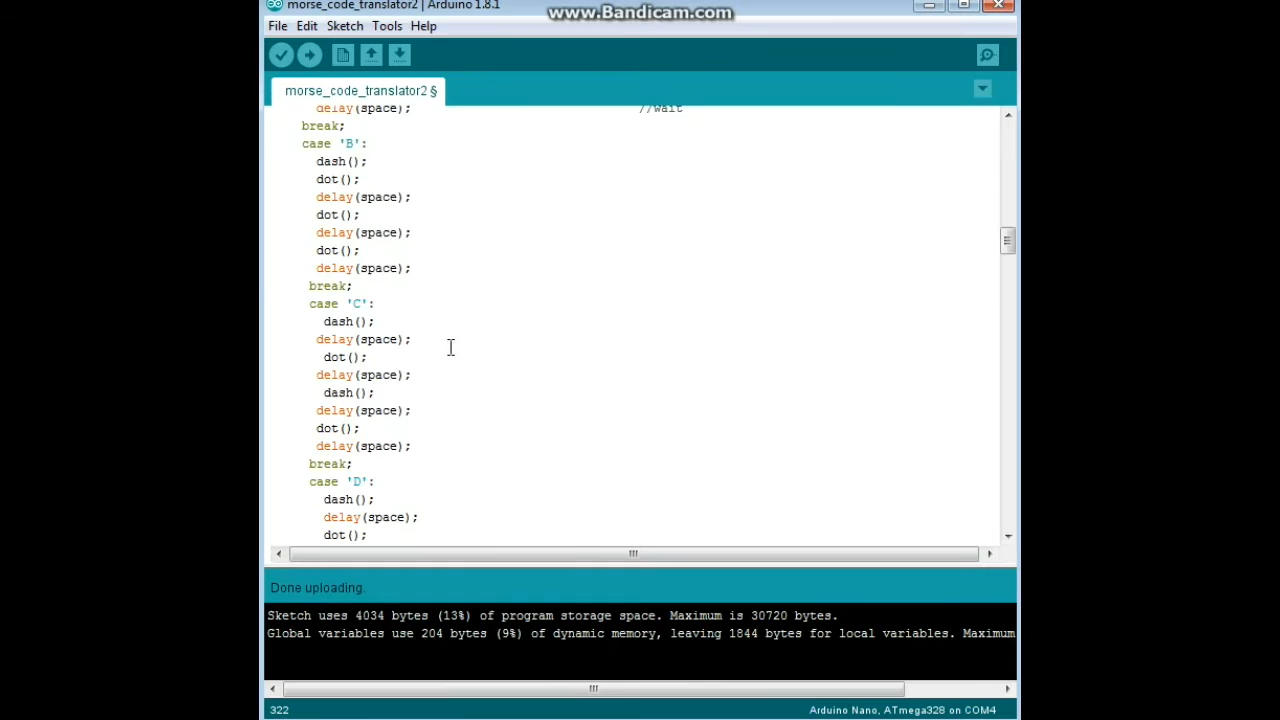 morse_code_translator2 | Arduino 1.8.1
www.Bandicam.com
File Edit Sketch Tools Help
morse_code_translator2 §
delay(space); //wait
break;
case 'B':
dash();
dot();
delay(space);
dot();
delay(space);
dot();
delay(space);
break;
case 'C':
dash();
delay(space);
dot();
delay(space);
dash();
delay(space);
dot();
delay(space);
break;
case 'D':
dash();
delay(space);
dot();
Done uploading.
Sketch uses 4034 bytes (13%) of program storage space. Maximum is 30720 bytes.
Global variables use 204 bytes (9%) of dynamic memory, leaving 1844 bytes for local variables. Maximum
322
Arduino Nano, ATmega328 on COM4